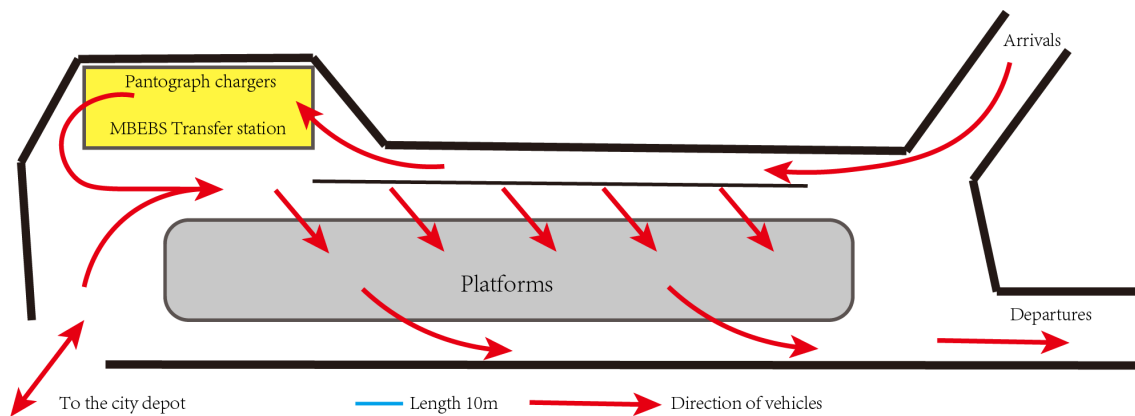 Arrivals
Pantograph chargers
MBEBS Transfer station
Platforms
Departures
To the city depot
Length 10m
Direction of vehicles